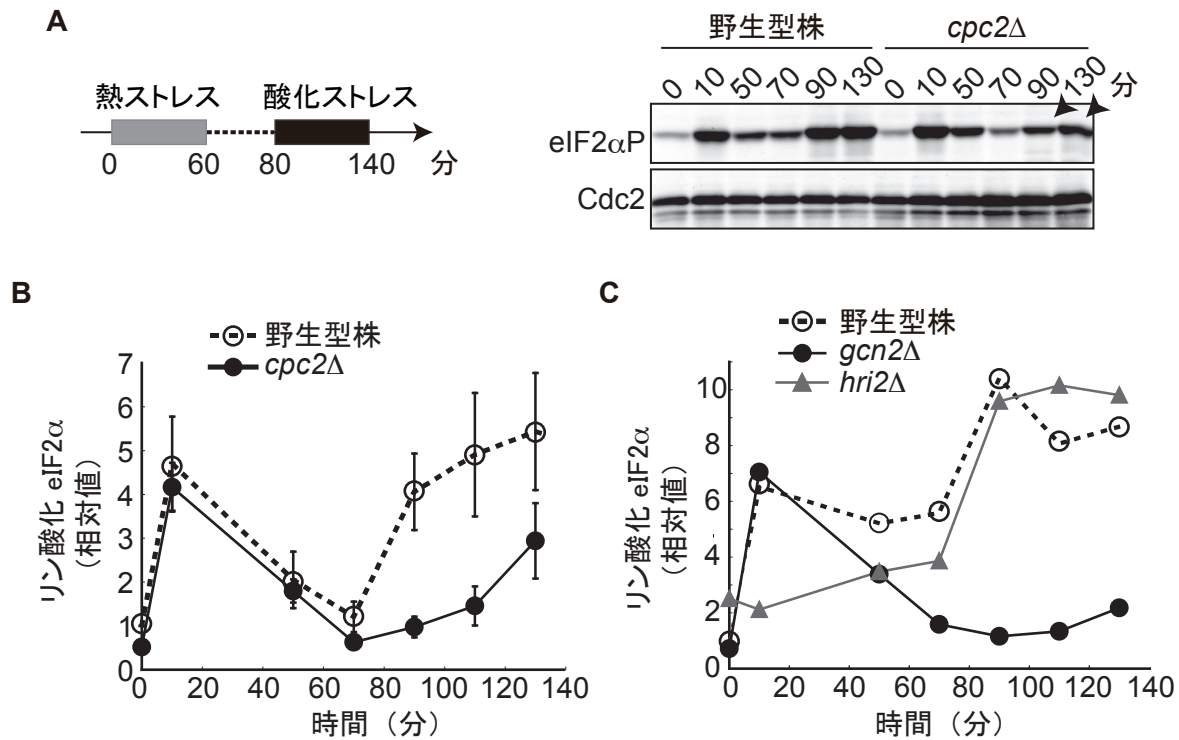 A
熱ストレス 酸化ストレス
0 60 80 140 分
野生型株 cpc2Δ
0 10 50 70 90 130 0 10 50 70 90 130 分
eIF2αP
Cdc2
B
野生型株
cpc2Δ
リン酸化 eIF2α
（相対値）
7
6
5
4
3
2
1
0
0 20 40 60 80 100 120 140
時間（分）
C
野生型株
gcn2Δ
hri2Δ
リン酸化 eIF2α
（相対値）
10
8
6
4
2
0
0 20 40 60 80 100 120 140
時間（分）